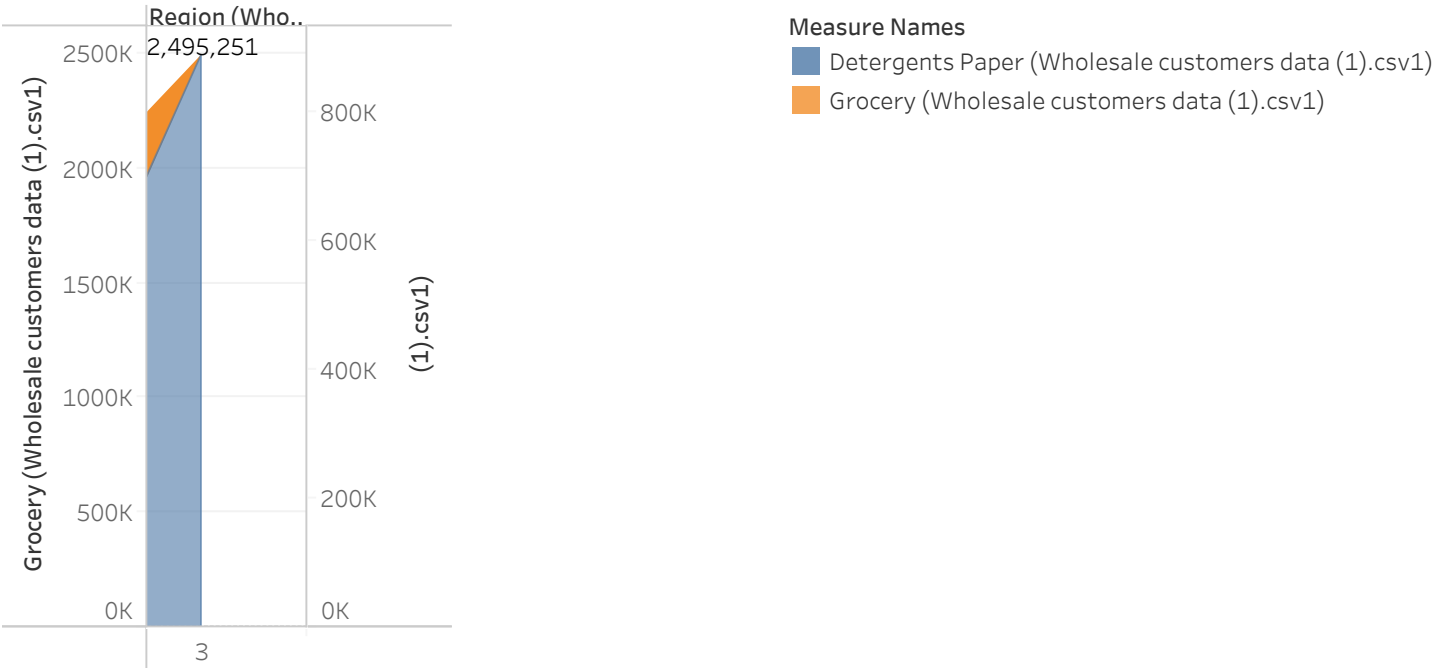 Region (Who..
2,495,251
2500K
2000K
1500K
1000K
500K
0K
Grocery (Wholesale customers data (1).csv1)
800K
600K
400K
200K
0K
(1).csv1)
3
Measure Names
Detergents Paper (Wholesale customers data (1).csv1)
Grocery (Wholesale customers data (1).csv1)